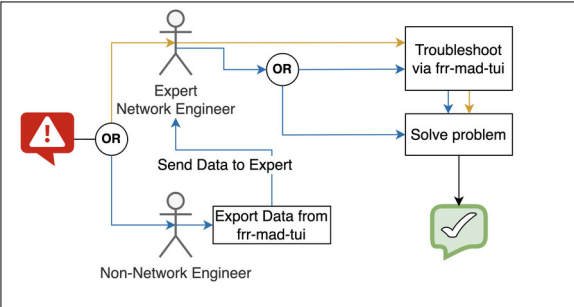 Troubleshoot
via frr-mad-tui
OR
Expert
Network Engineer
OR
Solve problem
Send Data to Expert
Export Data from
frr-mad-tui
Non-Network Engineer